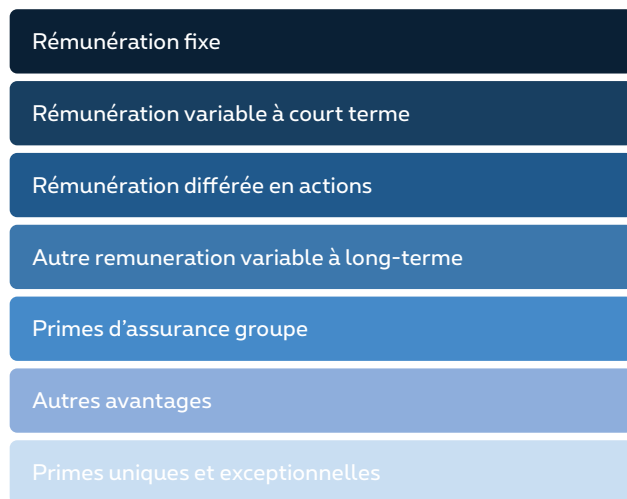 Rémunération fixe
Rémunération variable à court terme
Rémunération différée en actions
Autre remuneration variable à long-terme
Primes d’assurance groupe
Autres avantages
Primes uniques et exceptionnelles